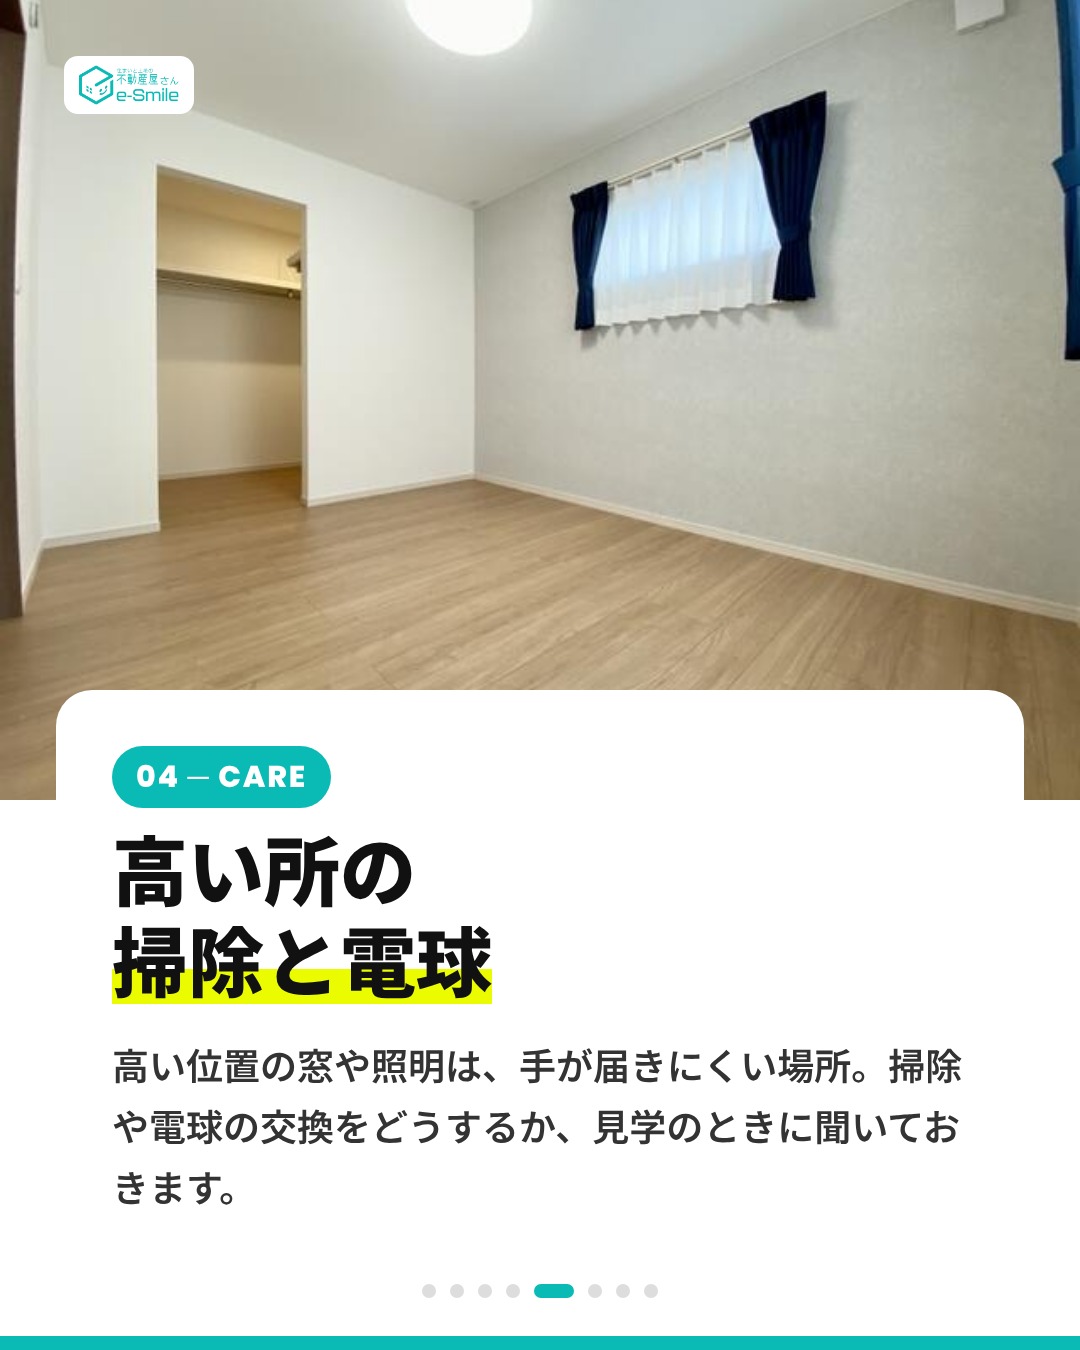 不動産屋さん
e-Smile
04 — CARE
高い所の
掃除と電球
高い位置の窓や照明は、手が届きにくい場所。掃除
や電球の交換をどうするか、見学のときに聞いてお
きます。